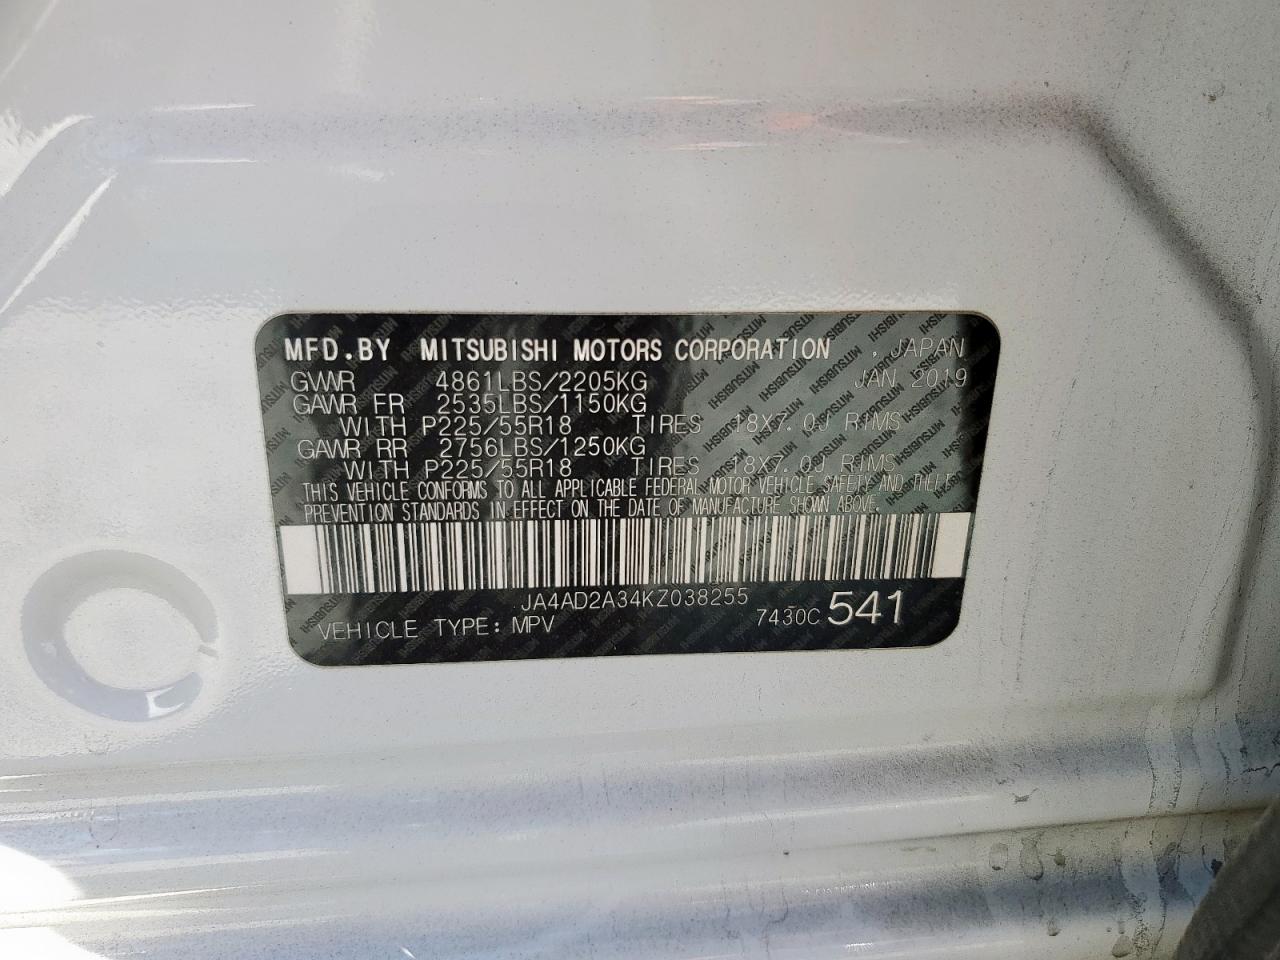 MFD.BY MITSUBISHI MOTORS CORPORATION , JAPAN
JAN 2019
GVWR 4861LBS/2205KG
GAWR FR 2535LBS/1150KG
WITH P225/55R18 TIRES 18X7.0J RIMS
GAWR RR 2756LBS/1250KG
WITH P225/55R18 TIRES 18X7.0J RIMS
THIS VEHICLE CONFORMS TO ALL APPLICABLE FEDERAL MOTOR VEHICLE SAFETY AND THEFT
PREVENTION STANDARDS IN EFFECT ON THE DATE OF MANUFACTURE SHOWN ABOVE.
JA4AD2A34KZ038255
VEHICLE TYPE: MPV 7430C 541